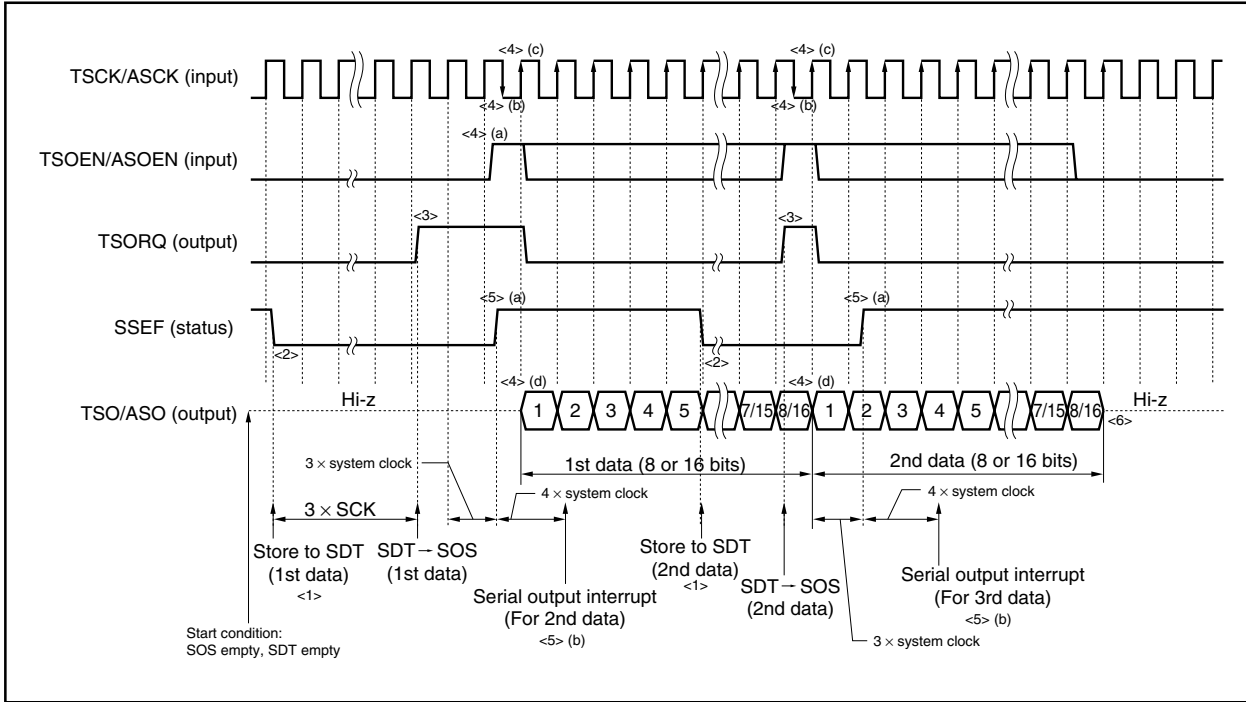 <4> (c)
<4> (c)
TSCK/ASCK (input)
<4> (b)
<4> (b)
<4> (a)
TSOEN/ASOEN (input)
<3>
<3>
TSORQ (output)
<5> (a)
<5> (a)
SSEF (status)
<2>
<2>
<4> (d)
<4> (d)
Hi-z
Hi-z
TSO/ASO (output)
1 2 3 4 5 7/15 8/16 1 2 3 4 5 7/15 8/16
<6>
1st data (8 or 16 bits)
2nd data (8 or 16 bits)
3 × system clock
4 × system clock
4 × system clock
3 × SCK
Store to SDT
(1st data)
<1>
SDT → SOS
(1st data)
Serial output interrupt
(For 2nd data)
<5> (b)
Store to SDT
(2nd data)
<1>
SDT → SOS
(2nd data)
Serial output interrupt
(For 3rd data)
<5> (b)
3 × system clock
Start condition:
SOS empty, SDT empty